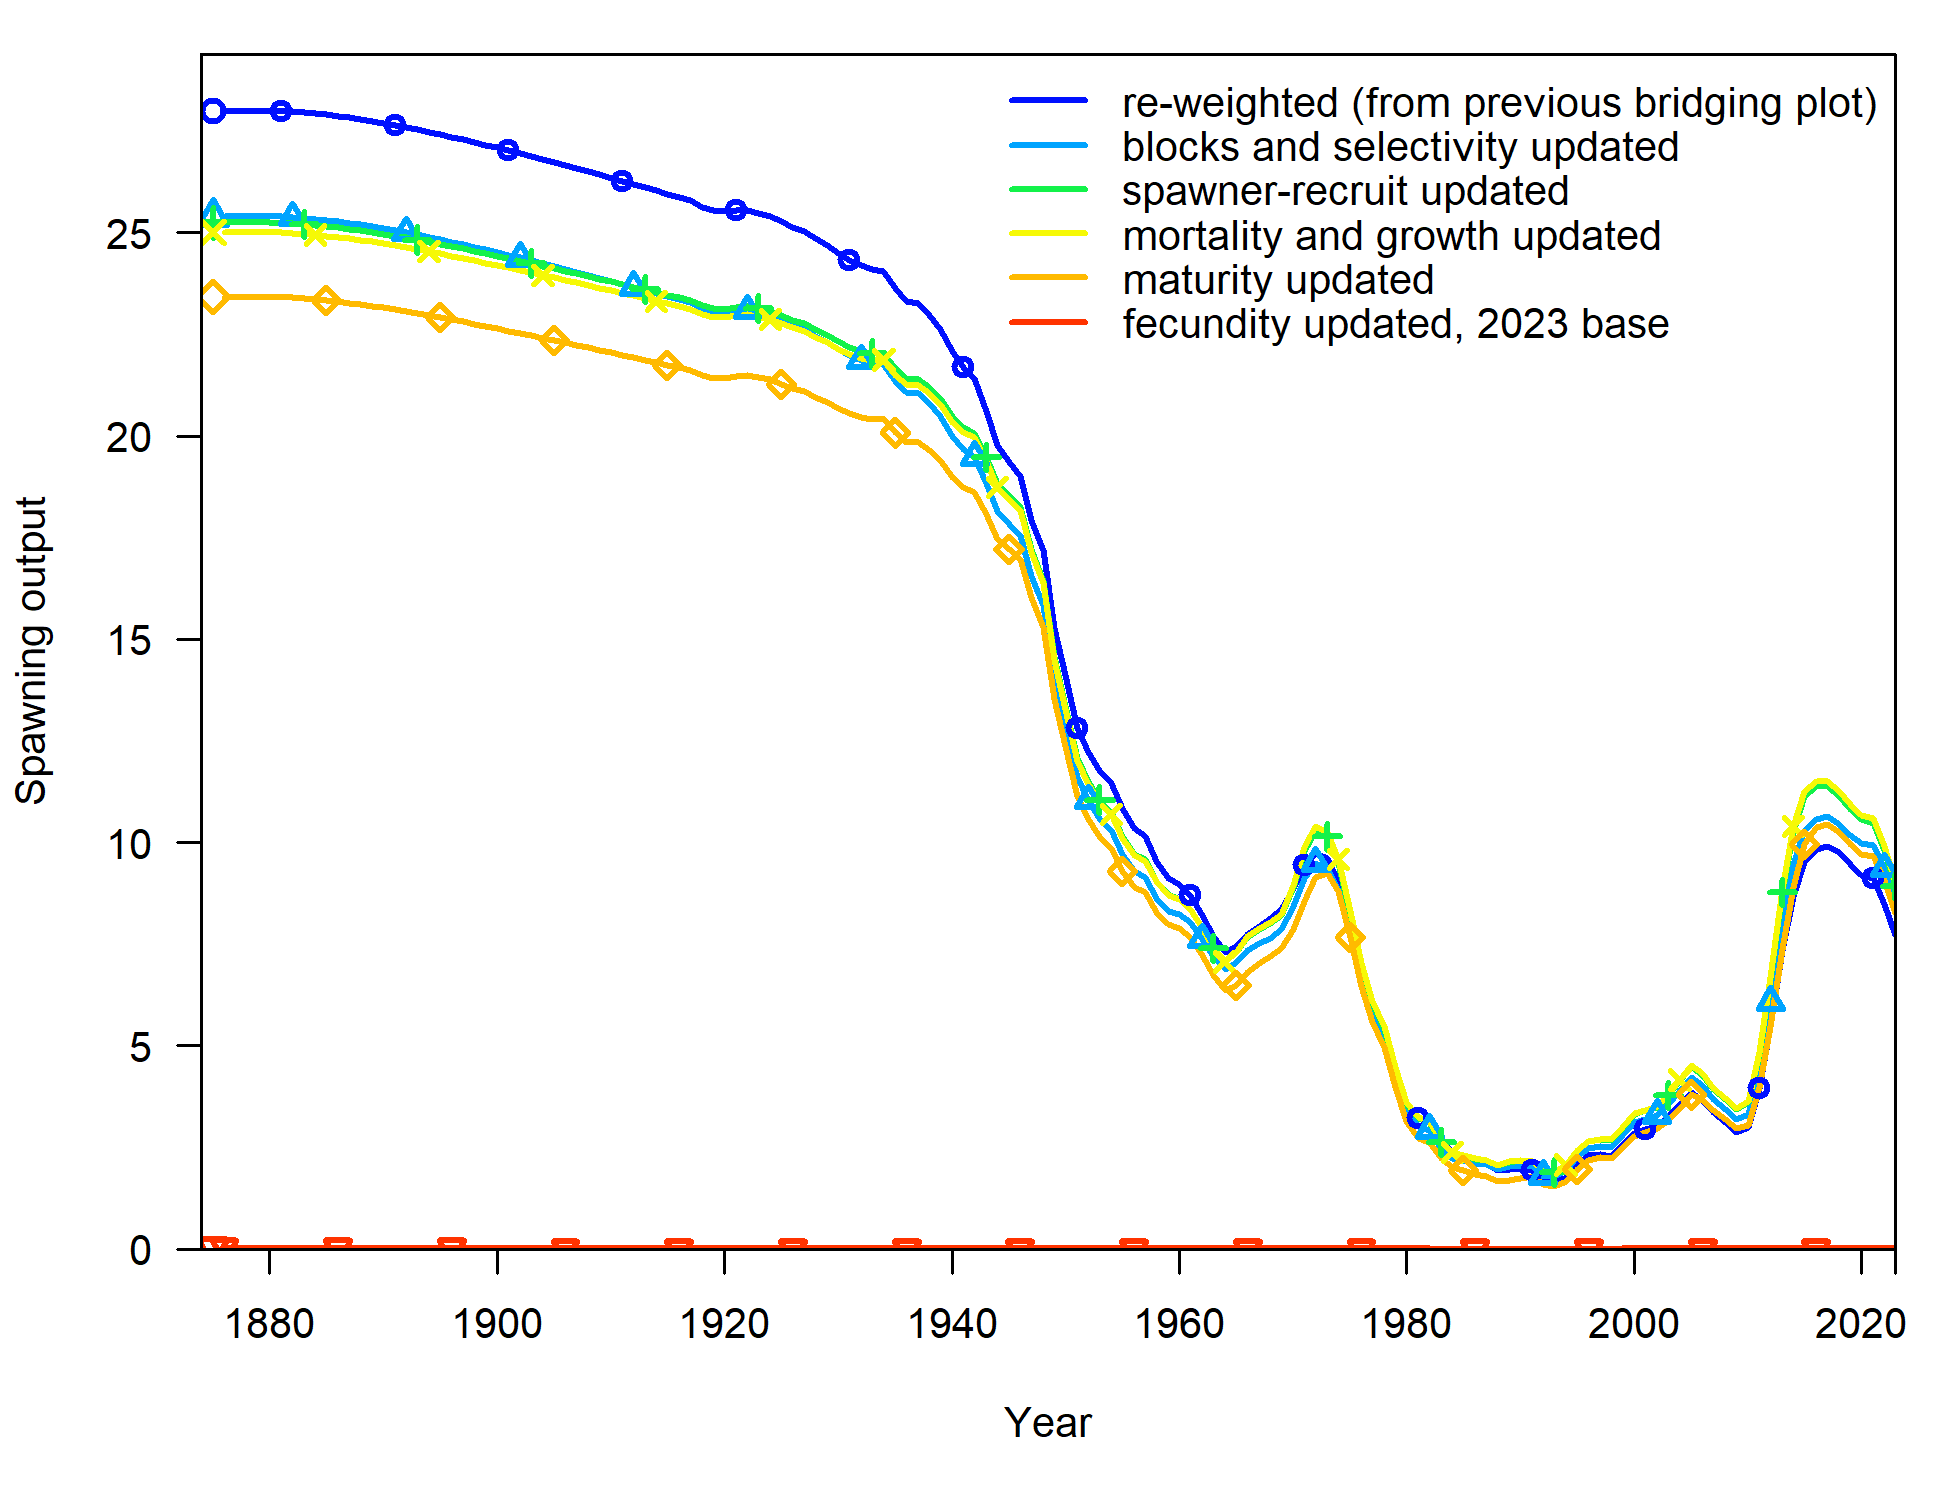 re-weighted (from previous bridging plot)
blocks and selectivity updated
spawner-recruit updated
mortality and growth updated
maturity updated
fecundity updated, 2023 base
25
20
15
10
5
0
Spawning output
1880 1900 1920 1940 1960 1980 2000 2020
Year